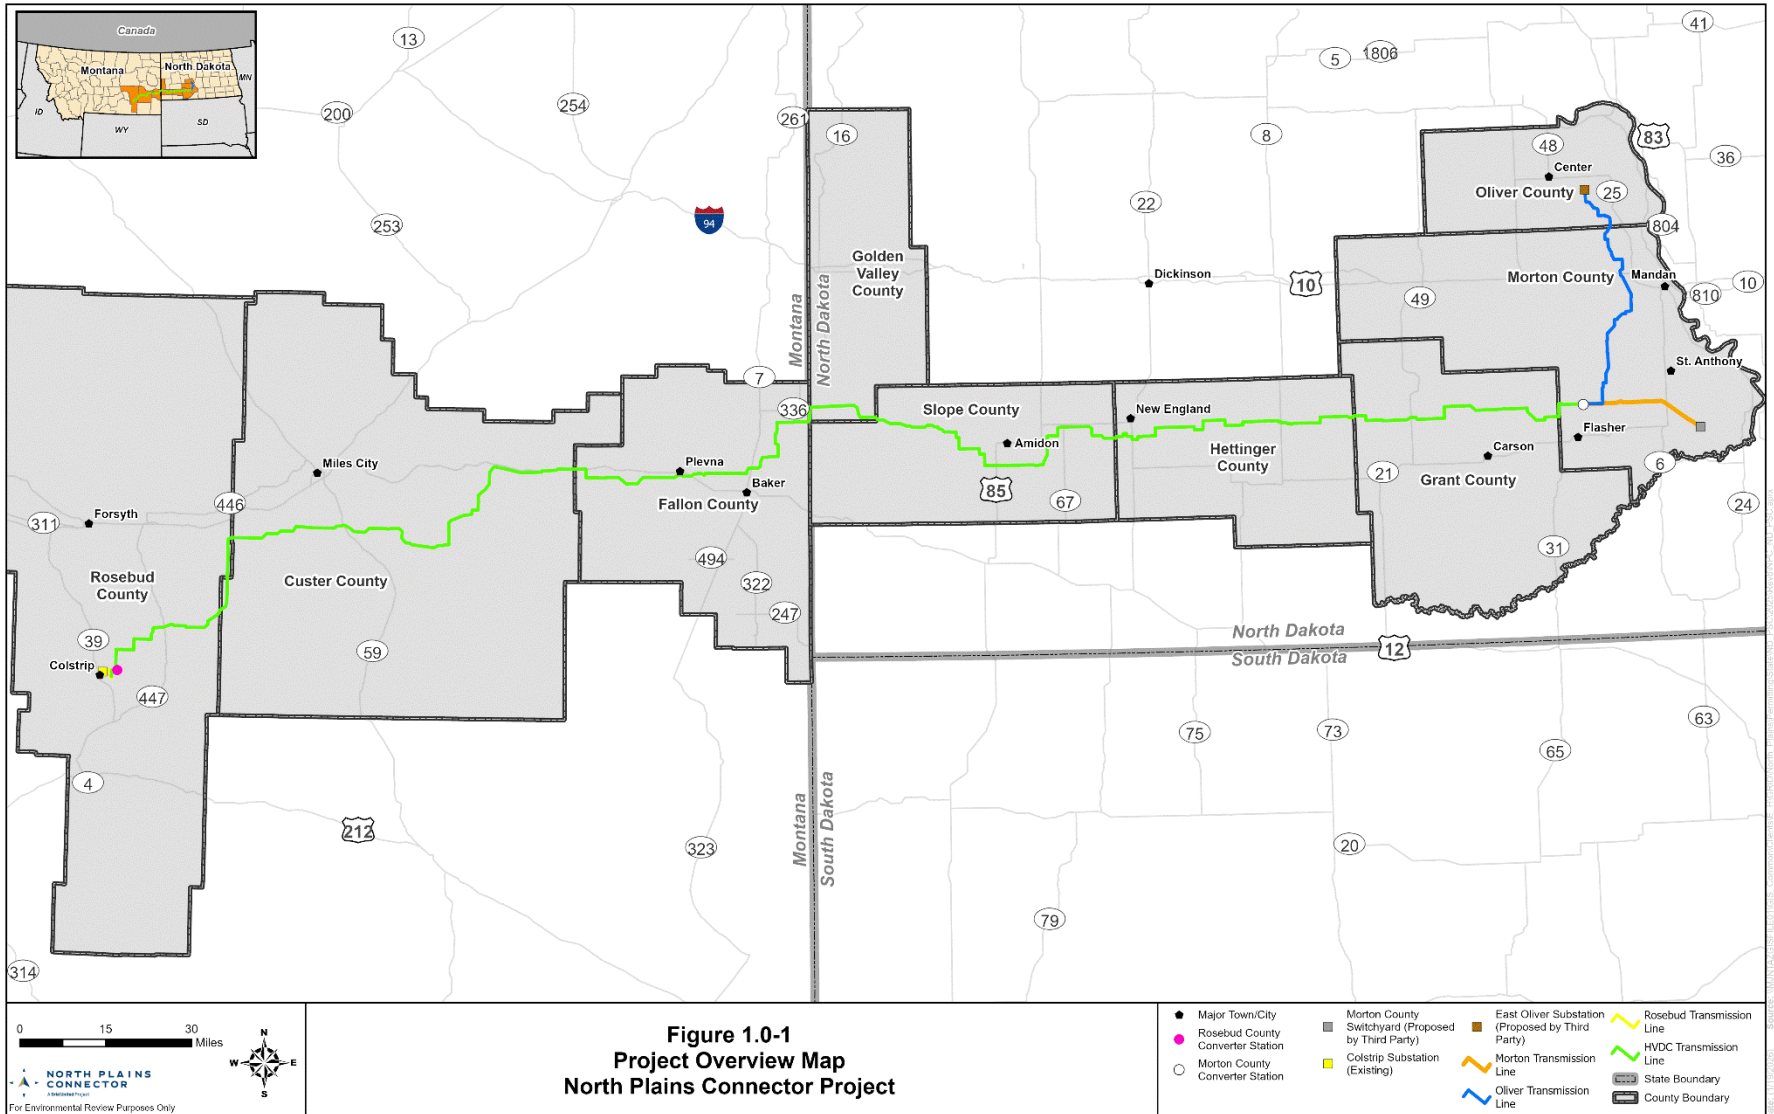 Canada
Montana
North Dakota
MN
ID
WY
SD
13
200
254
253
94
261
16
22
8
5
1806
41
83
36
48
Center
Oliver County
25
1804
Golden
Valley
County
Dickinson
10
49
Morton County
Mandan
810
10
Montana
North Dakota
7
336
St. Anthony
Slope County
New England
Amidon
Hettinger
County
85
67
21
Carson
Grant County
Flasher
6
24
31
Miles City
446
Forsyth
311
Plevna
Baker
Fallon County
494
322
247
Rosebud
County
Custer County
39
Colstrip
447
59
4
212
323
314
North Dakota
South Dakota
12
Montana
South Dakota
75
73
65
63
20
79
0 15 30
Miles
N
W E
S
NORTH PLAINS
CONNECTOR
For Environmental Review Purposes Only
Figure 1.0-1
Project Overview Map
North Plains Connector Project
Major Town/City
Rosebud County
Converter Station
Morton County
Converter Station
Morton County
Switchyard (Proposed
by Third Party)
Colstrip Substation
(Existing)
East Oliver Substation
(Proposed by Third
Party)
Morton Transmission
Line
Oliver Transmission
Line
Rosebud Transmission
Line
HVDC Transmission
Line
State Boundary
County Boundary